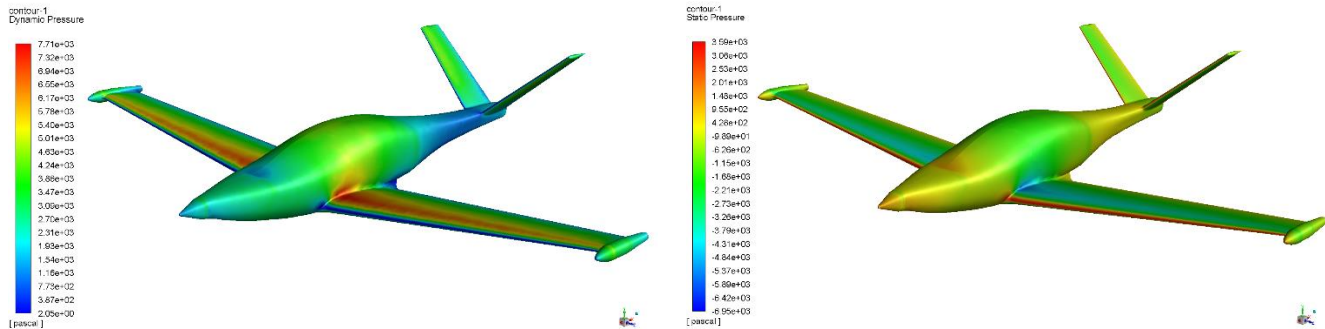 contour-1
Dynamic Pressure
7.71e+03
7.32e+03
6.94e+03
6.55e+03
6.17e+03
5.78e+03
5.40e+03
5.01e+03
4.63e+03
4.24e+03
3.86e+03
3.47e+03
3.09e+03
2.70e+03
2.31e+03
1.93e+03
1.54e+03
1.16e+03
7.73e+02
3.87e+02
2.05e+00
[ pascal ]
contour-1
Static Pressure
3.59e+03
3.06e+03
2.53e+03
2.01e+03
1.48e+03
9.55e+02
4.28e+02
-9.89e+01
-6.26e+02
-1.15e+03
-1.68e+03
-2.21e+03
-2.73e+03
-3.26e+03
-3.79e+03
-4.31e+03
-4.84e+03
-5.37e+03
-5.89e+03
-6.42e+03
-6.95e+03
[ pascal ]